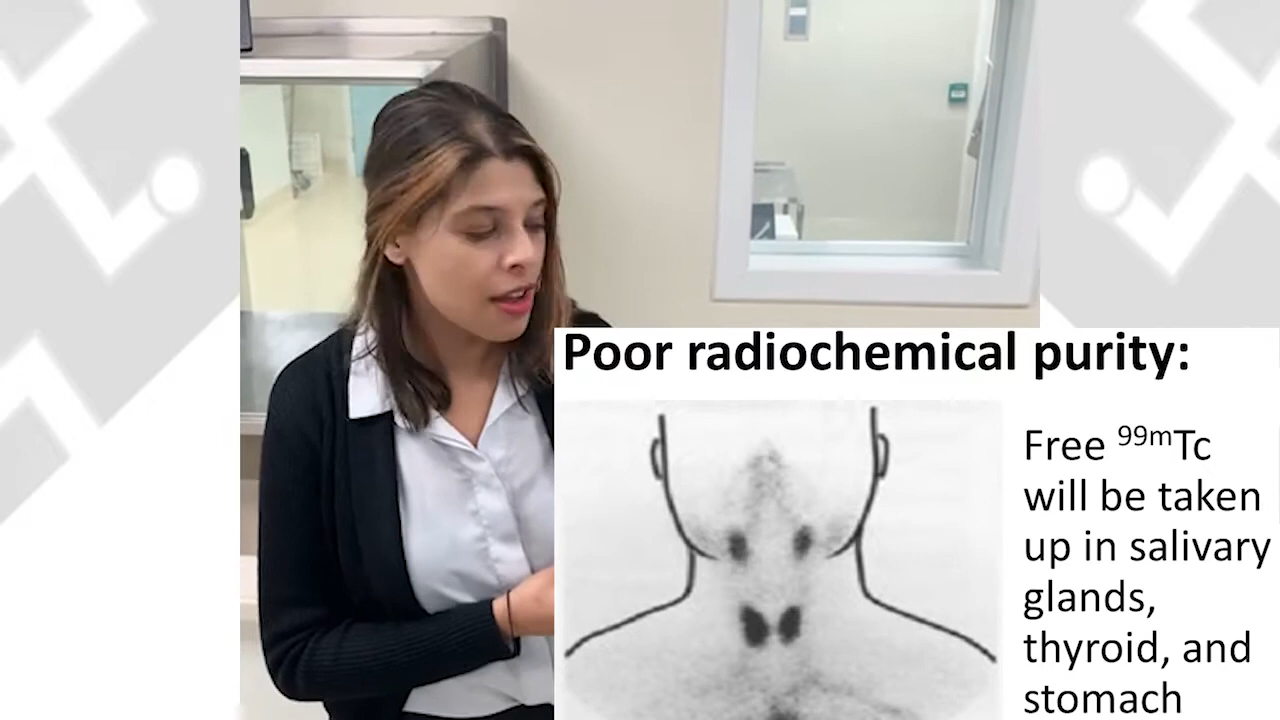 Poor radiochemical purity:
Free ⁹⁹ᵐTc
will be taken
up in salivary
glands,
thyroid, and
stomach